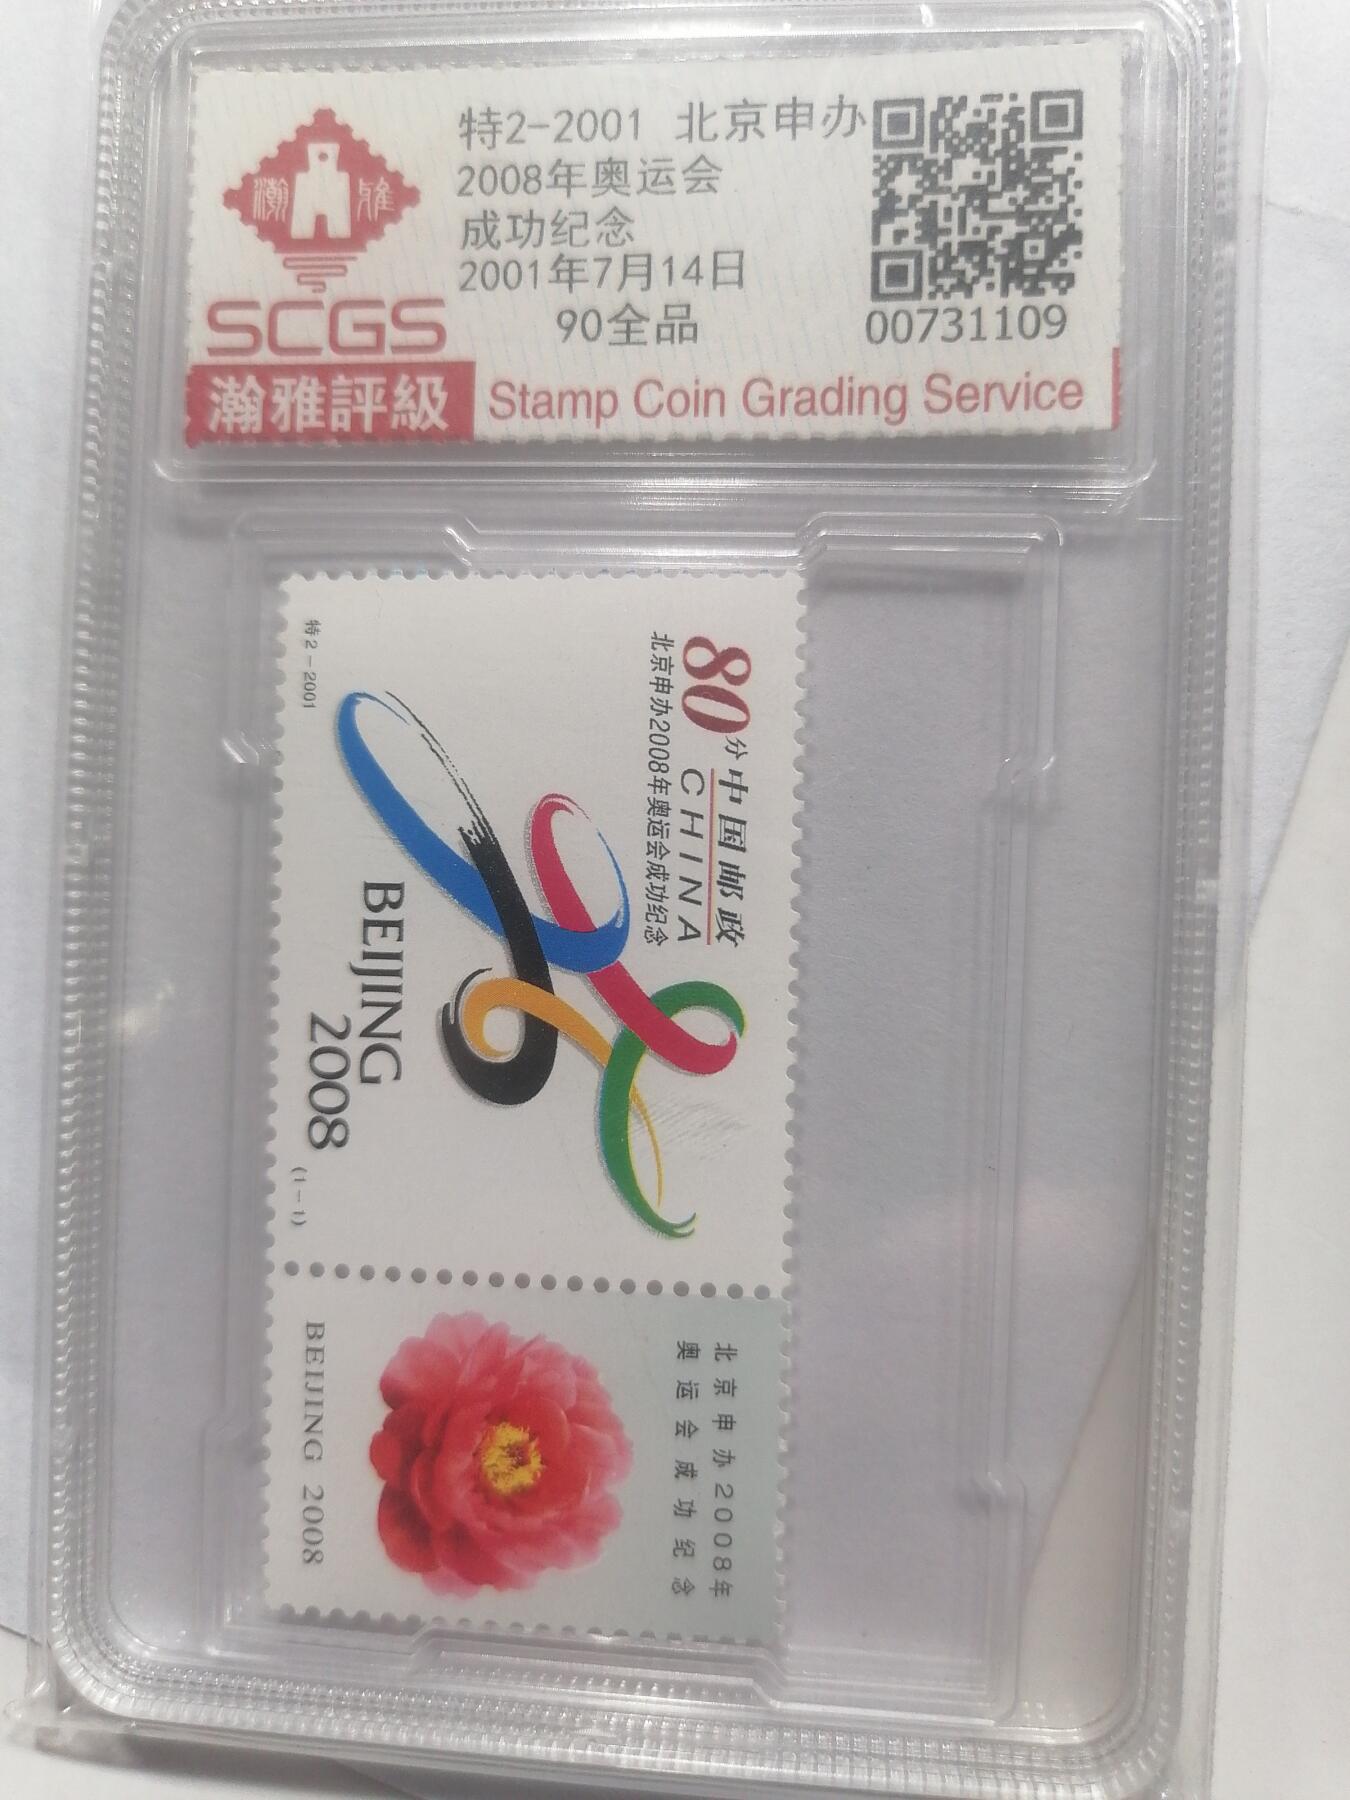 特2-2001 北京申办
2008年奥运会
成功纪念
2001年7月14日
90全品
00731109
瀚 雅
SCGS
瀚雅評級
Stamp Coin Grading Service
80分 中国邮政
CHINA
北京申办2008年奥运会成功纪念
BEIJING
2008
特2-2001
(1-1)
北京申办2008年
奥运会成功纪念
BEIJING 2008